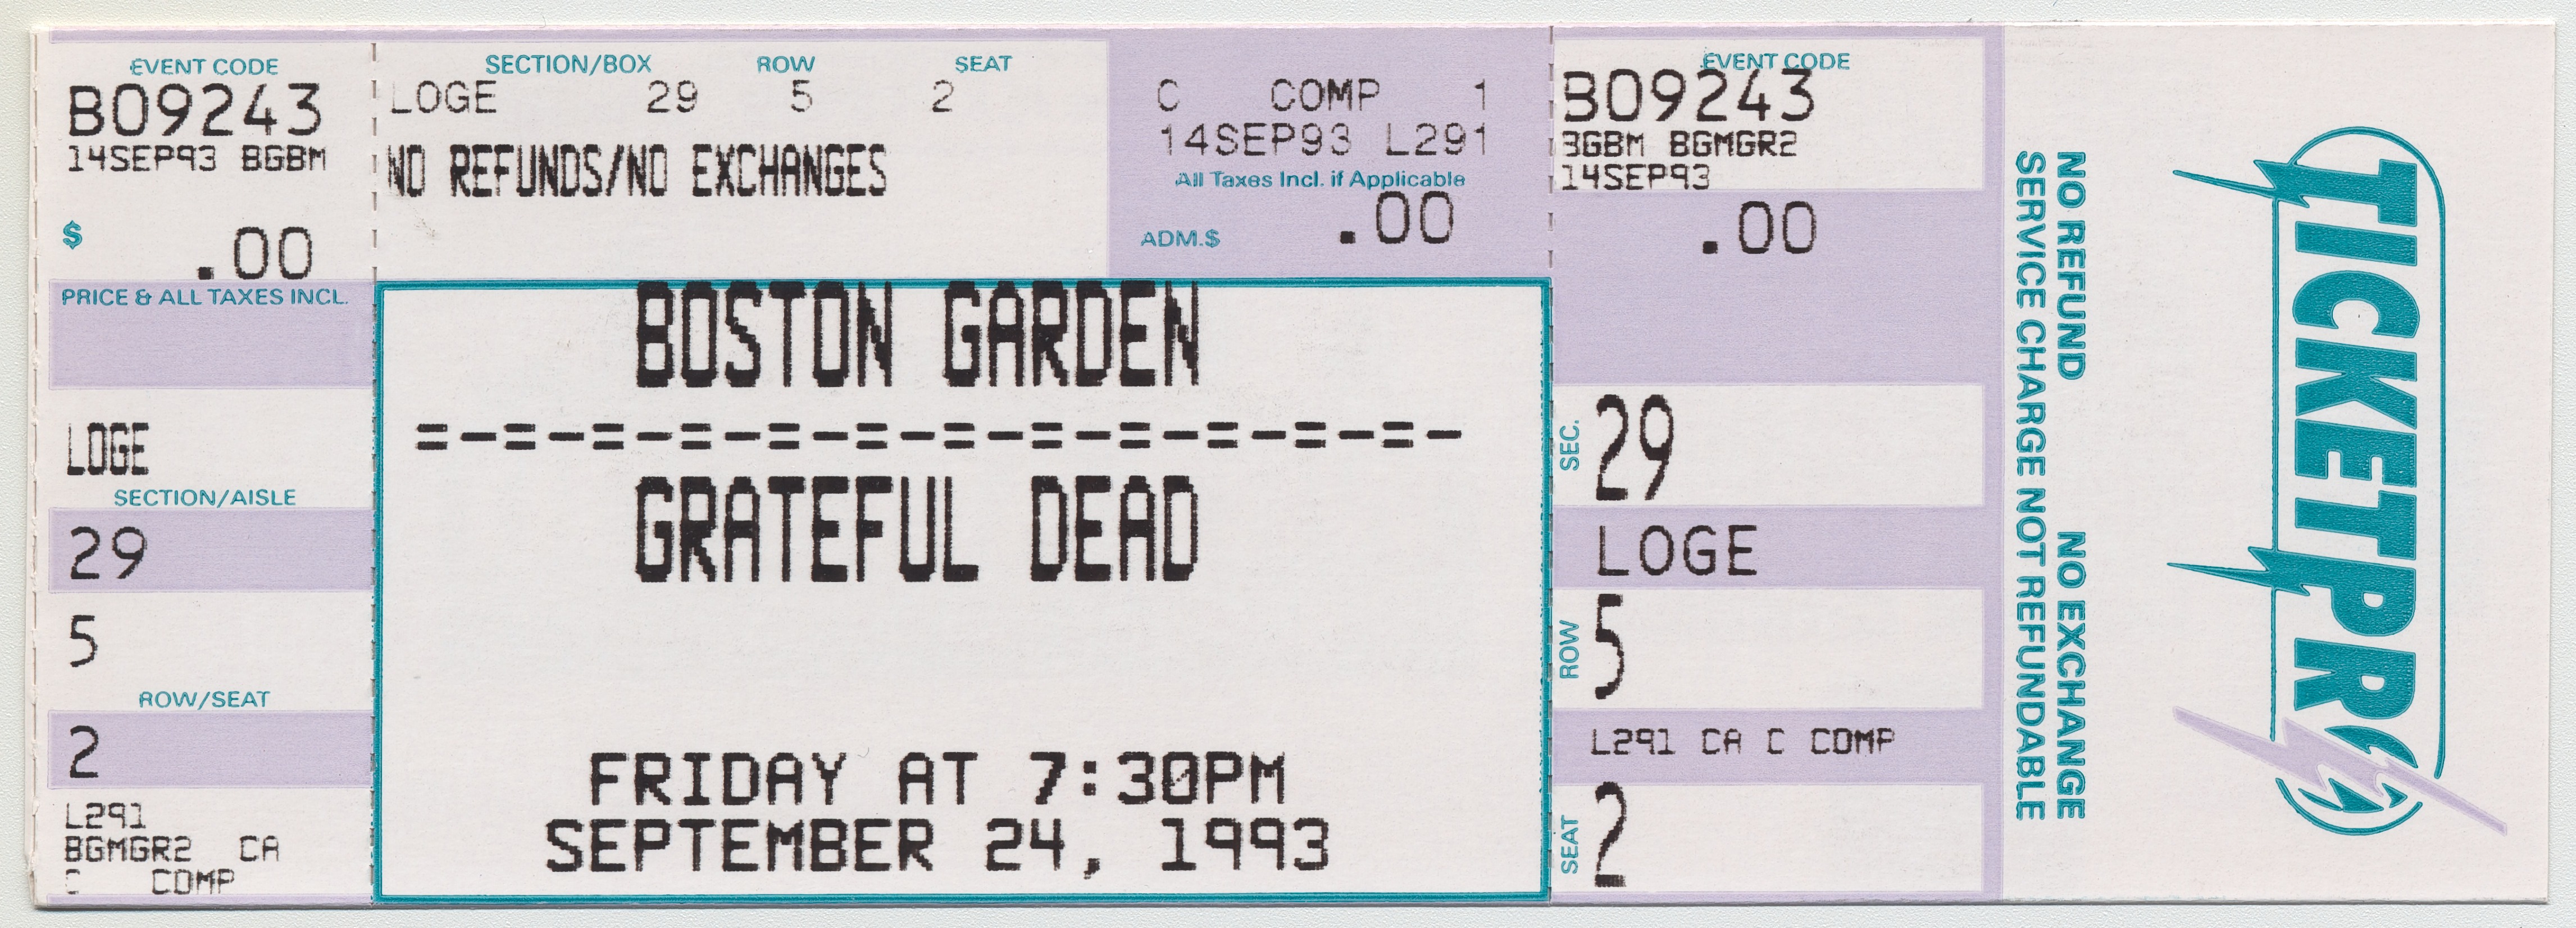 EVENT CODE
BO9243
14SEP93 BGBM
$ .00
PRICE & ALL TAXES INCL.
LOGE
SECTION/AISLE
29
5
ROW/SEAT
2
L291
BGMGR2 CA
C COMP
SECTION/BOX ROW SEAT
LOGE 29 5 2
NO REFUNDS/NO EXCHANGES
C COMP 1
14SEP93 L291
All Taxes Incl. if Applicable
ADM.$ .00
BOSTON GARDEN
=-=-=-=-=-=-=-=-=-=-=-=-
GRATEFUL DEAD
FRIDAY AT 7:30PM
SEPTEMBER 24, 1993
EVENT CODE
BO9243
BGBM BGMGR2
14SEP93
.00
SEC. 29
LOGE
ROW 5
L291 CA C COMP
SEAT 2
NO REFUND NO EXCHANGE
SERVICE CHARGE NOT REFUNDABLE
TICKETPRO